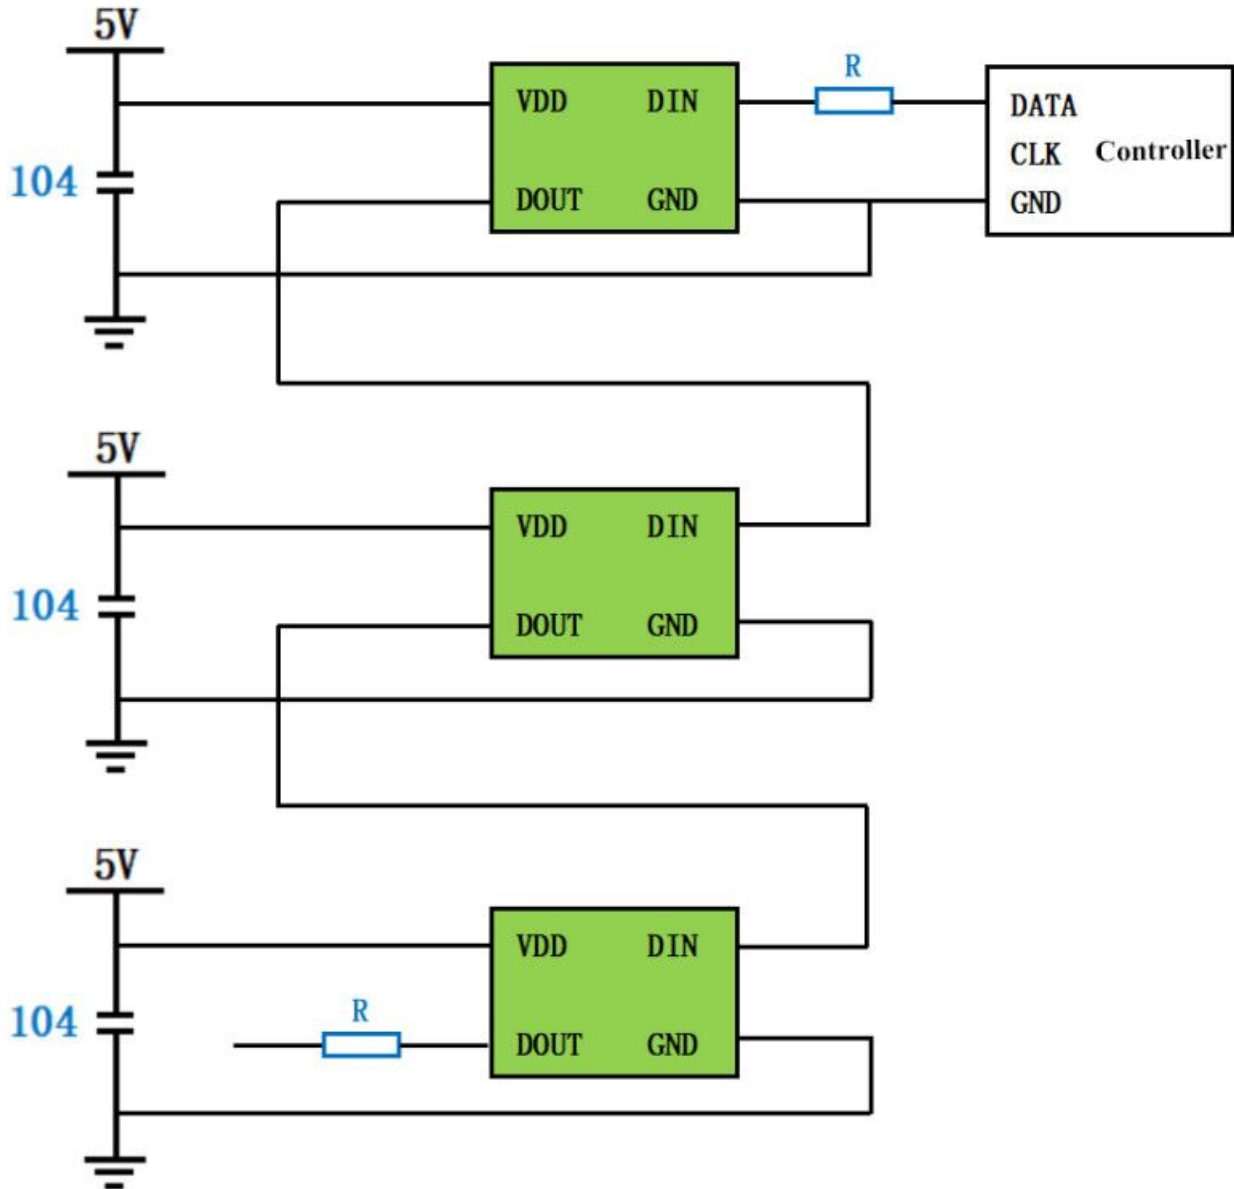 5V
R
VDD DIN
DATA
CLK Controller
104
DOUT GND
GND
5V
VDD DIN
104
DOUT GND
5V
VDD DIN
104
R
DOUT GND